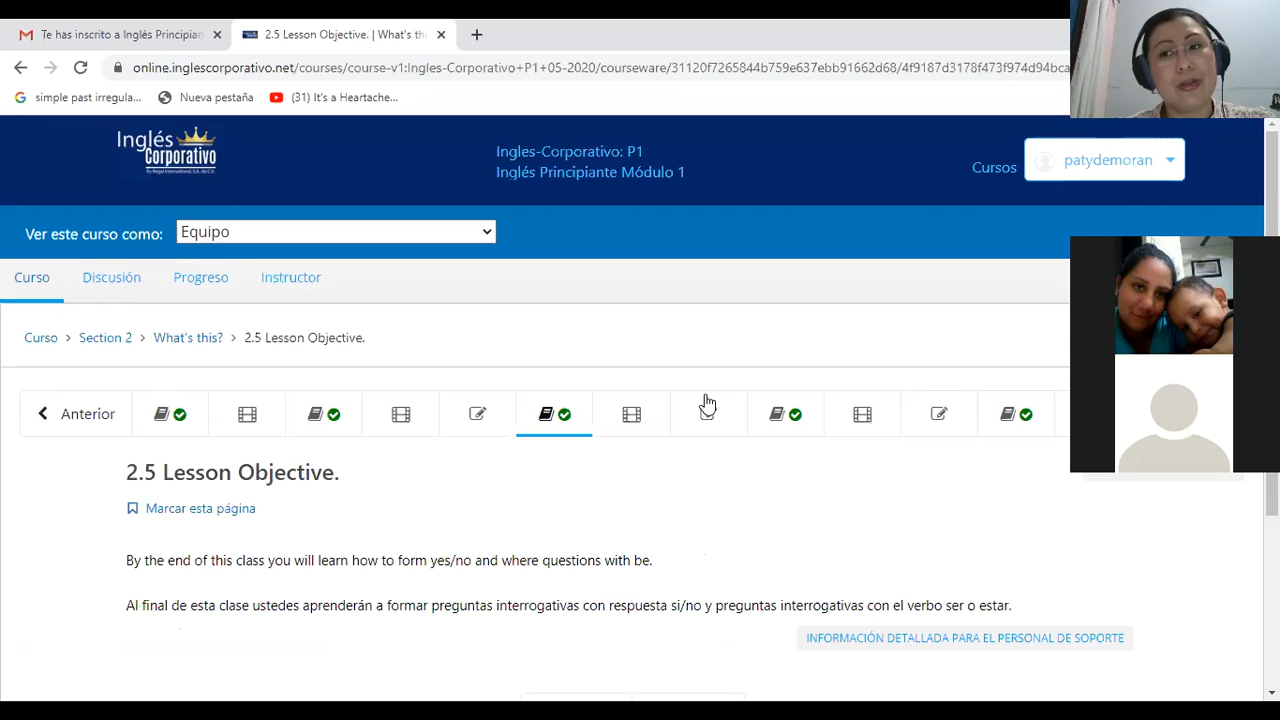 Te has inscrito a Inglés Principian
2.5 Lesson Objective. | What's thi
online.inglescorporativo.net/courses/course-v1:Ingles-Corporativo+P1+05-2020/courseware/31120f7265844b759e637ebb91662d68/4f9187d3178f473f974d94bca
simple past irregula...
Nueva pestaña
(31) It's a Heartache...
Inglés
Corporativo
By Regal International, S.A. de C.V.
Ingles-Corporativo: P1
Inglés Principiante Módulo 1
Cursos
patydemoran
Ver este curso como:
Equipo
Curso
Discusión
Progreso
Instructor
Curso > Section 2 > What's this? > 2.5 Lesson Objective.
Anterior
2.5 Lesson Objective.
Marcar esta página
By the end of this class you will learn how to form yes/no and where questions with be.
Al final de esta clase ustedes aprenderán a formar preguntas interrogativas con respuesta si/no y preguntas interrogativas con el verbo ser o estar.
INFORMACIÓN DETALLADA PARA EL PERSONAL DE SOPORTE